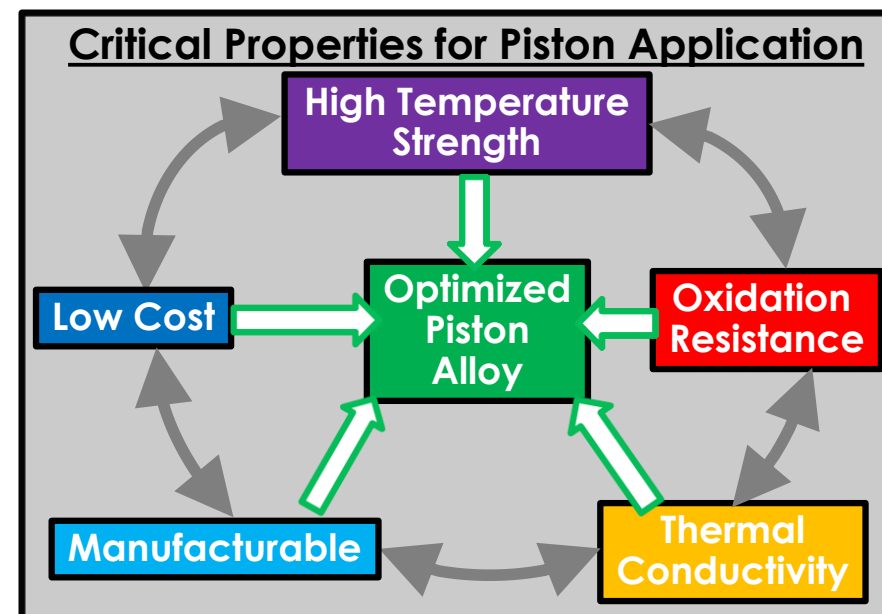 Critical Properties for Piston Application
High Temperature
Strength
Low Cost
Optimized
Piston
Alloy
Oxidation
Resistance
Manufacturable
Thermal
Conductivity